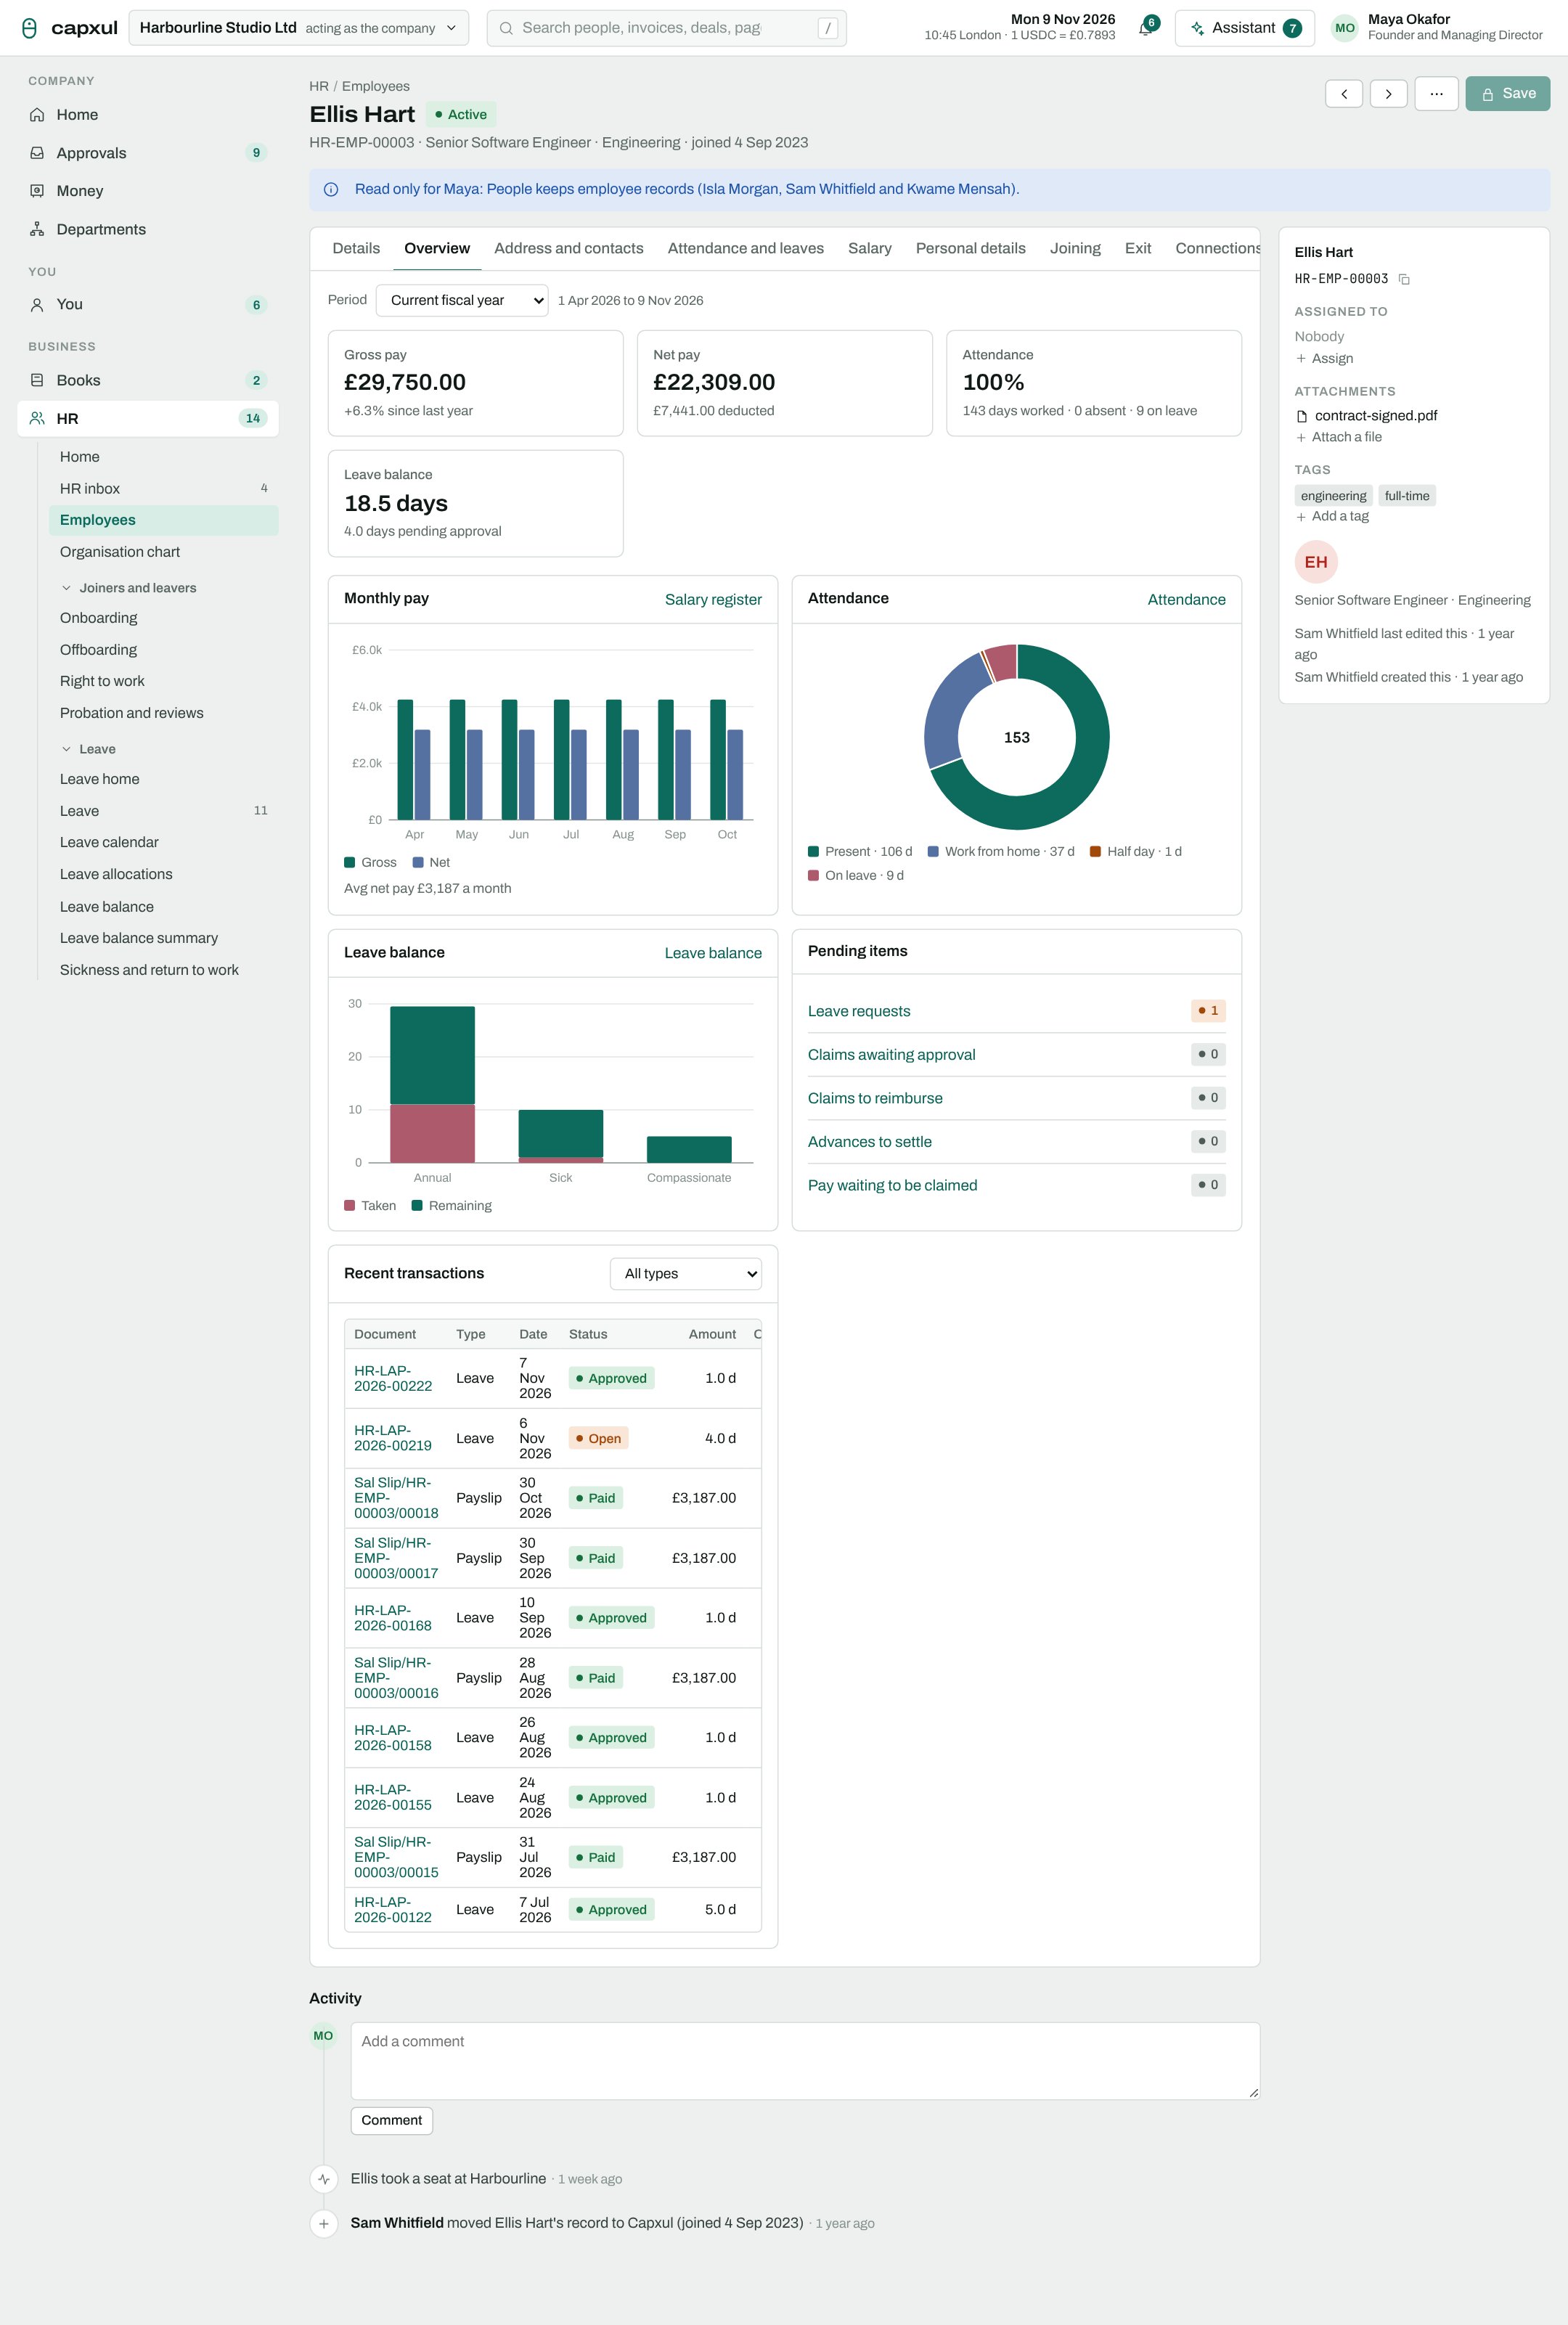 capxul
Harbourline Studio Ltd acting as the company
Search people, invoices, deals, pag
/
Mon 9 Nov 2026
10:45 London · 1 USDC = £0.7893
6
Assistant 7
MO
Maya Okafor
Founder and Managing Director
COMPANY
Home
Approvals 9
Money
Departments
YOU
You 6
BUSINESS
Books 2
HR 14
Home
HR inbox 4
Employees
Organisation chart
Joiners and leavers
Onboarding
Offboarding
Right to work
Probation and reviews
Leave
Leave home
Leave 11
Leave calendar
Leave allocations
Leave balance
Leave balance summary
Sickness and return to work
HR / Employees
Ellis Hart Active
HR-EMP-00003 · Senior Software Engineer · Engineering · joined 4 Sep 2023
Save
Read only for Maya: People keeps employee records (Isla Morgan, Sam Whitfield and Kwame Mensah).
Details Overview Address and contacts Attendance and leaves Salary Personal details Joining Exit Connections
Period Current fiscal year 1 Apr 2026 to 9 Nov 2026
Gross pay
£29,750.00
+6.3% since last year
Net pay
£22,309.00
£7,441.00 deducted
Attendance
100%
143 days worked · 0 absent · 9 on leave
Leave balance
18.5 days
4.0 days pending approval
Monthly pay Salary register
£6.0k
£4.0k
£2.0k
£0
Apr May Jun Jul Aug Sep Oct
Gross Net
Avg net pay £3,187 a month
Attendance Attendance
153
Present · 106 d Work from home · 37 d Half day · 1 d
On leave · 9 d
Leave balance Leave balance
30
20
10
0
Annual Sick Compassionate
Taken Remaining
Pending items
Leave requests 1
Claims awaiting approval 0
Claims to reimburse 0
Advances to settle 0
Pay waiting to be claimed 0
Recent transactions All types
Document Type Date Status Amount C
HR-LAP-
2026-00222
Leave
7
Nov
2026
Approved
1.0 d
HR-LAP-
2026-00219
Leave
6
Nov
2026
Open
4.0 d
Sal Slip/HR-
EMP-
00003/00018
Payslip
30
Oct
2026
Paid
£3,187.00
Sal Slip/HR-
EMP-
00003/00017
Payslip
30
Sep
2026
Paid
£3,187.00
HR-LAP-
2026-00168
Leave
10
Sep
2026
Approved
1.0 d
Sal Slip/HR-
EMP-
00003/00016
Payslip
28
Aug
2026
Paid
£3,187.00
HR-LAP-
2026-00158
Leave
26
Aug
2026
Approved
1.0 d
HR-LAP-
2026-00155
Leave
24
Aug
2026
Approved
1.0 d
Sal Slip/HR-
EMP-
00003/00015
Payslip
31
Jul
2026
Paid
£3,187.00
HR-LAP-
2026-00122
Leave
7 Jul
2026
Approved
5.0 d
Ellis Hart
HR-EMP-00003
ASSIGNED TO
Nobody
+ Assign
ATTACHMENTS
contract-signed.pdf
+ Attach a file
TAGS
engineering full-time
+ Add a tag
EH
Senior Software Engineer · Engineering
Sam Whitfield last edited this · 1 year
ago
Sam Whitfield created this · 1 year ago
Activity
MO
Add a comment
Comment
Ellis took a seat at Harbourline · 1 week ago
Sam Whitfield moved Ellis Hart's record to Capxul (joined 4 Sep 2023) · 1 year ago